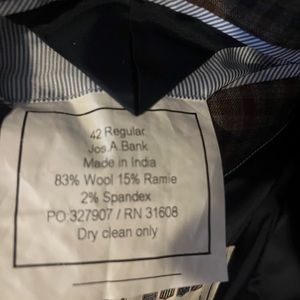 42 Regular
Jos.A.Bank
Made in India
83% Wool 15% Ramie
2% Spandex
PO:327907 / RN 31608
Dry clean only